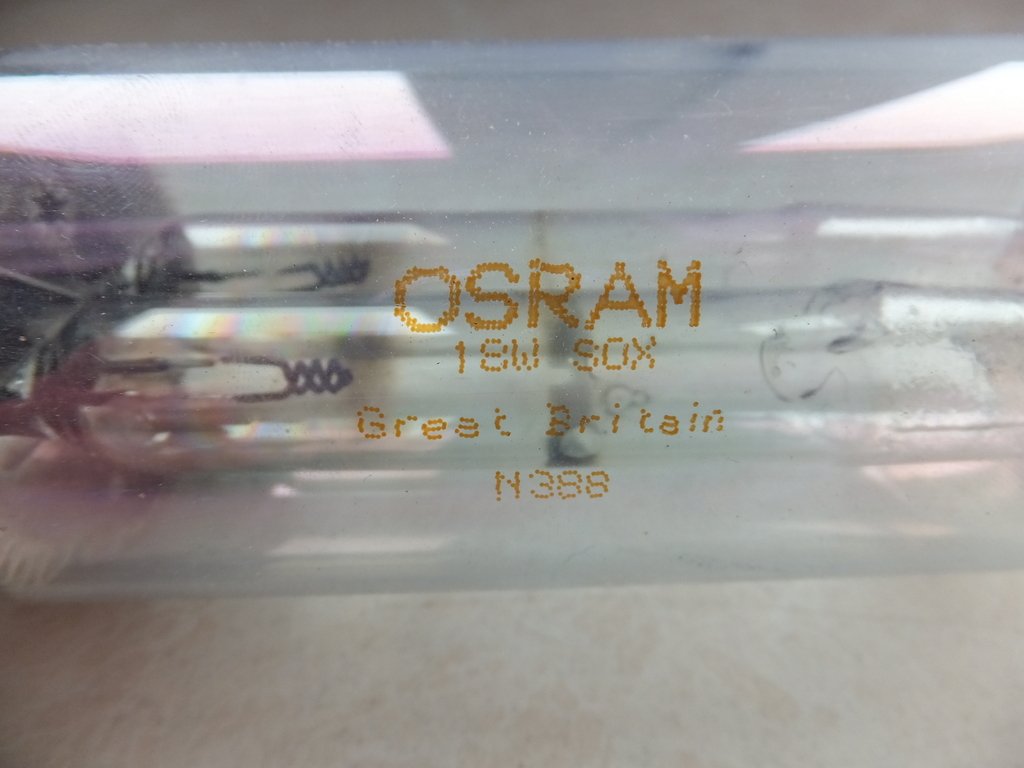 OSRAM
18W SOX
Great Britain
N388